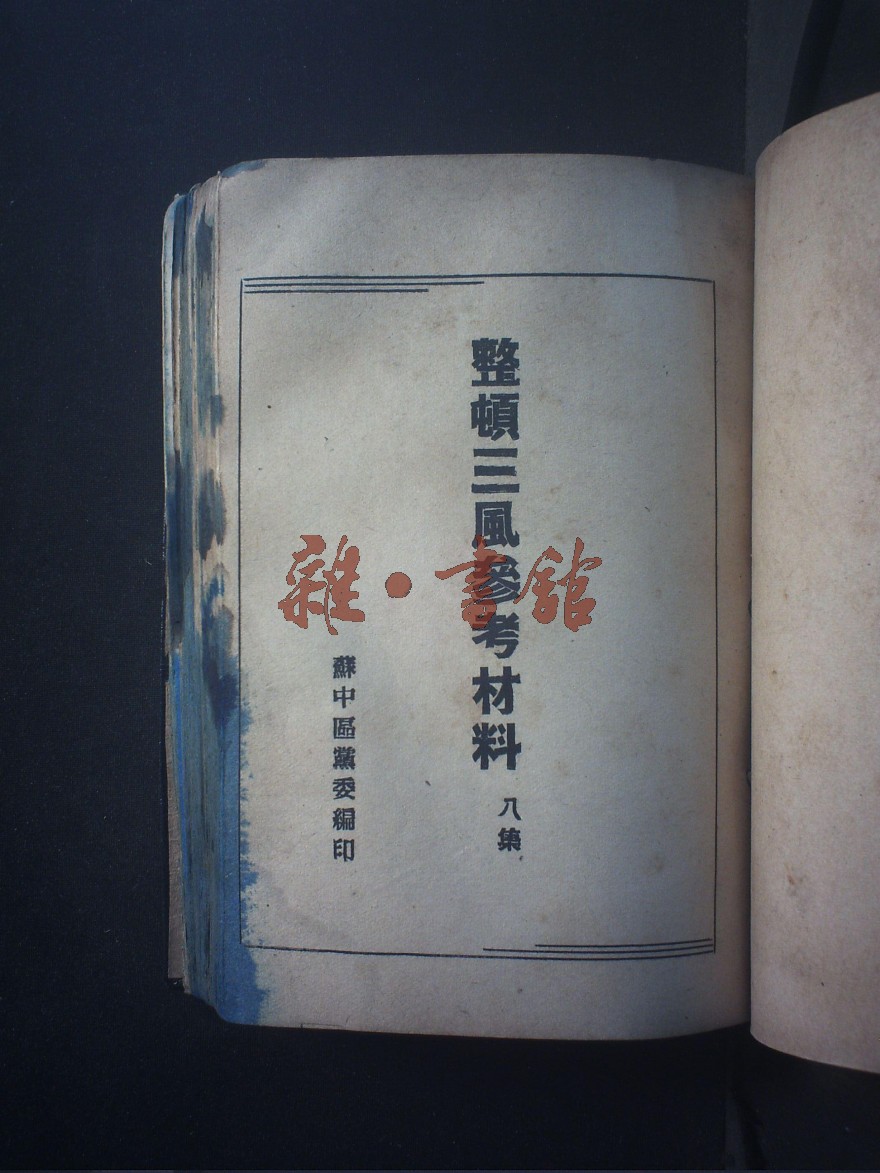 整頓三風參考材料
八集
蘇中區黨委編印
雜·書館